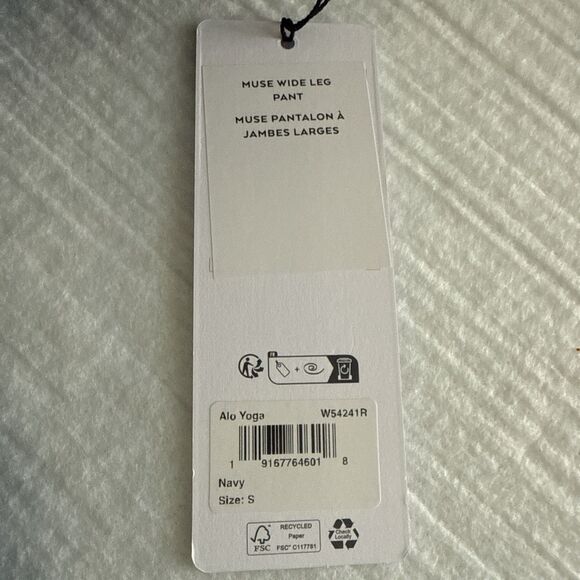 MUSE WIDE LEG
PANT
MUSE PANTALON À
JAMBES LARGES
FR
+
Alo Yoga W54241R
1 9167764601 8
Navy
Size: S
FSC
RECYCLED
Paper
FSC® C117781
Check
Locally